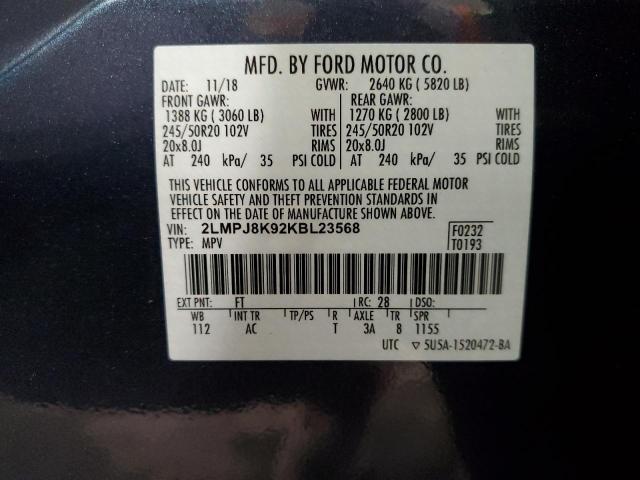 MFD. BY FORD MOTOR CO.
DATE: 11/18 GVWR: 2640 KG ( 5820 LB)
FRONT GAWR: REAR GAWR:
1388 KG ( 3060 LB) WITH 1270 KG ( 2800 LB) WITH
245/50R20 102V TIRES 245/50R20 102V TIRES
20x8.0J RIMS 20x8.0J RIMS
AT 240 kPa/ 35 PSI COLD AT 240 kPa/ 35 PSI COLD
THIS VEHICLE CONFORMS TO ALL APPLICABLE FEDERAL MOTOR
VEHICLE SAFETY AND THEFT PREVENTION STANDARDS IN
EFFECT ON THE DATE OF MANUFACTURE SHOWN ABOVE.
VIN: 2LMPJ8K92KBL23568 F0232
TYPE: MPV T0193
EXT PNT: FT RC: 28 DSO:
WB INT TR TP/PS R AXLE TR SPR
112 AC T 3A 8 1155
UTC ▽ 5U5A-1520472-BA